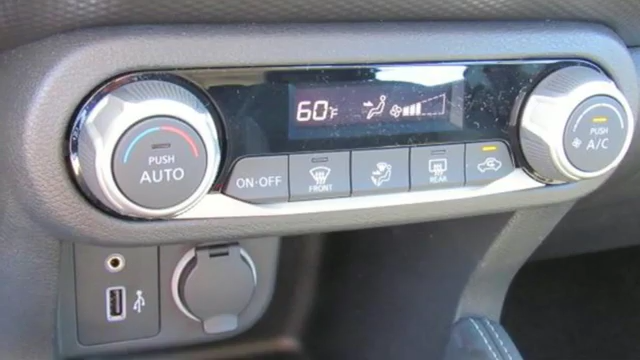 60°F
PUSH
AUTO
ON·OFF
FRONT
REAR
PUSH
A/C